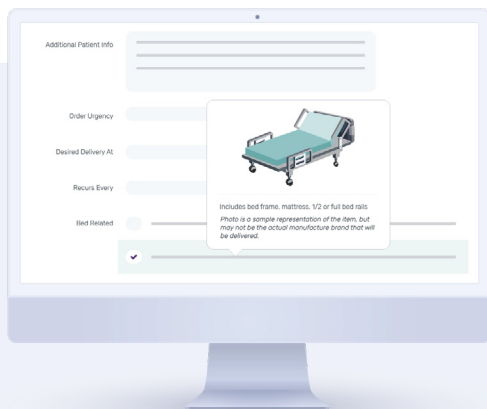 Additional Patient Info
Order Urgency
Desired Delivery At
Recurs Every
Bed Related
Includes bed frame, mattress, 1/2 or full bed rails
Photo is a sample representation of the item, but
may not be the actual manufacture brand that will
be delivered.